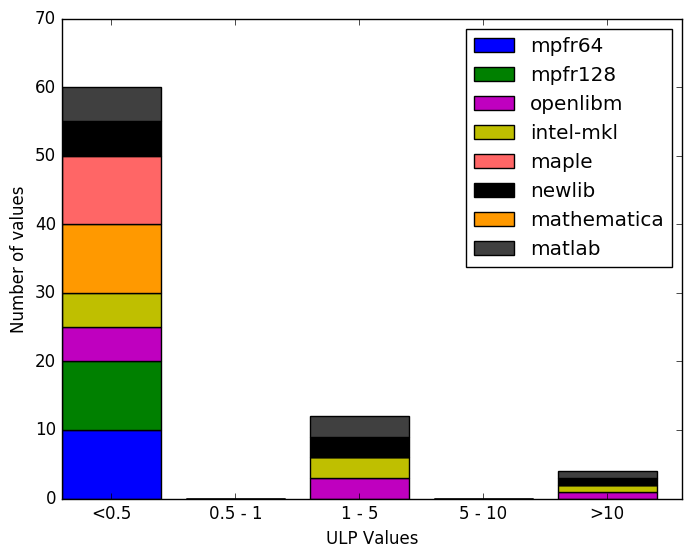 70
60
50
40
30
20
10
0
Number of values
mpfr64
mpfr128
openlibm
intel-mkl
maple
newlib
mathematica
matlab
<0.5
0.5 - 1
1 - 5
5 - 10
>10
ULP Values